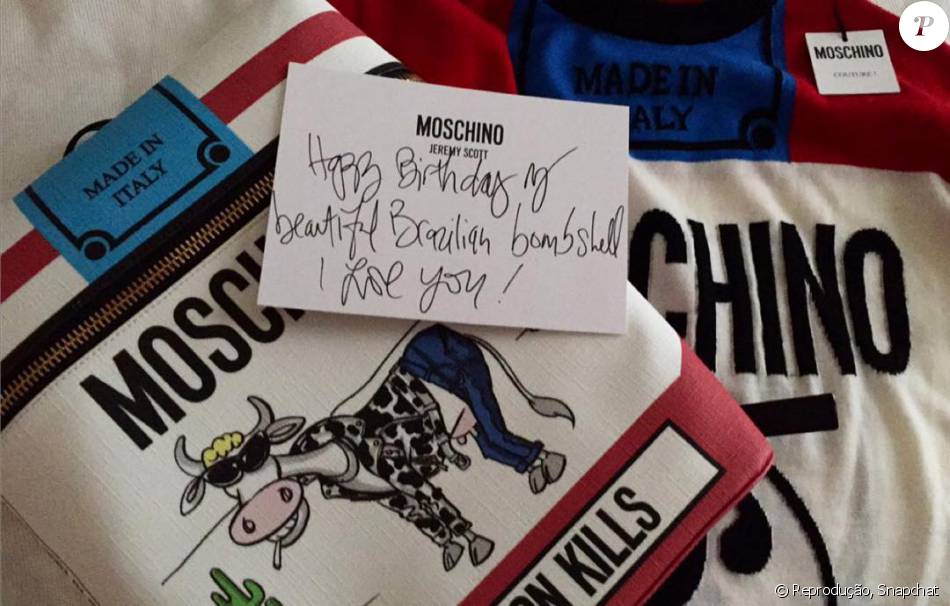 P
MOSCHINO
COUTURE !
MADE IN
ITALY
MADE IN
ITALY
MOSCHINO
JEREMY SCOTT
Happy Birthday my
beautiful Brazilian bombshell
I Love you!
CHINO
MOSCHI
ON KILLS
© Reprodução, Snapchat